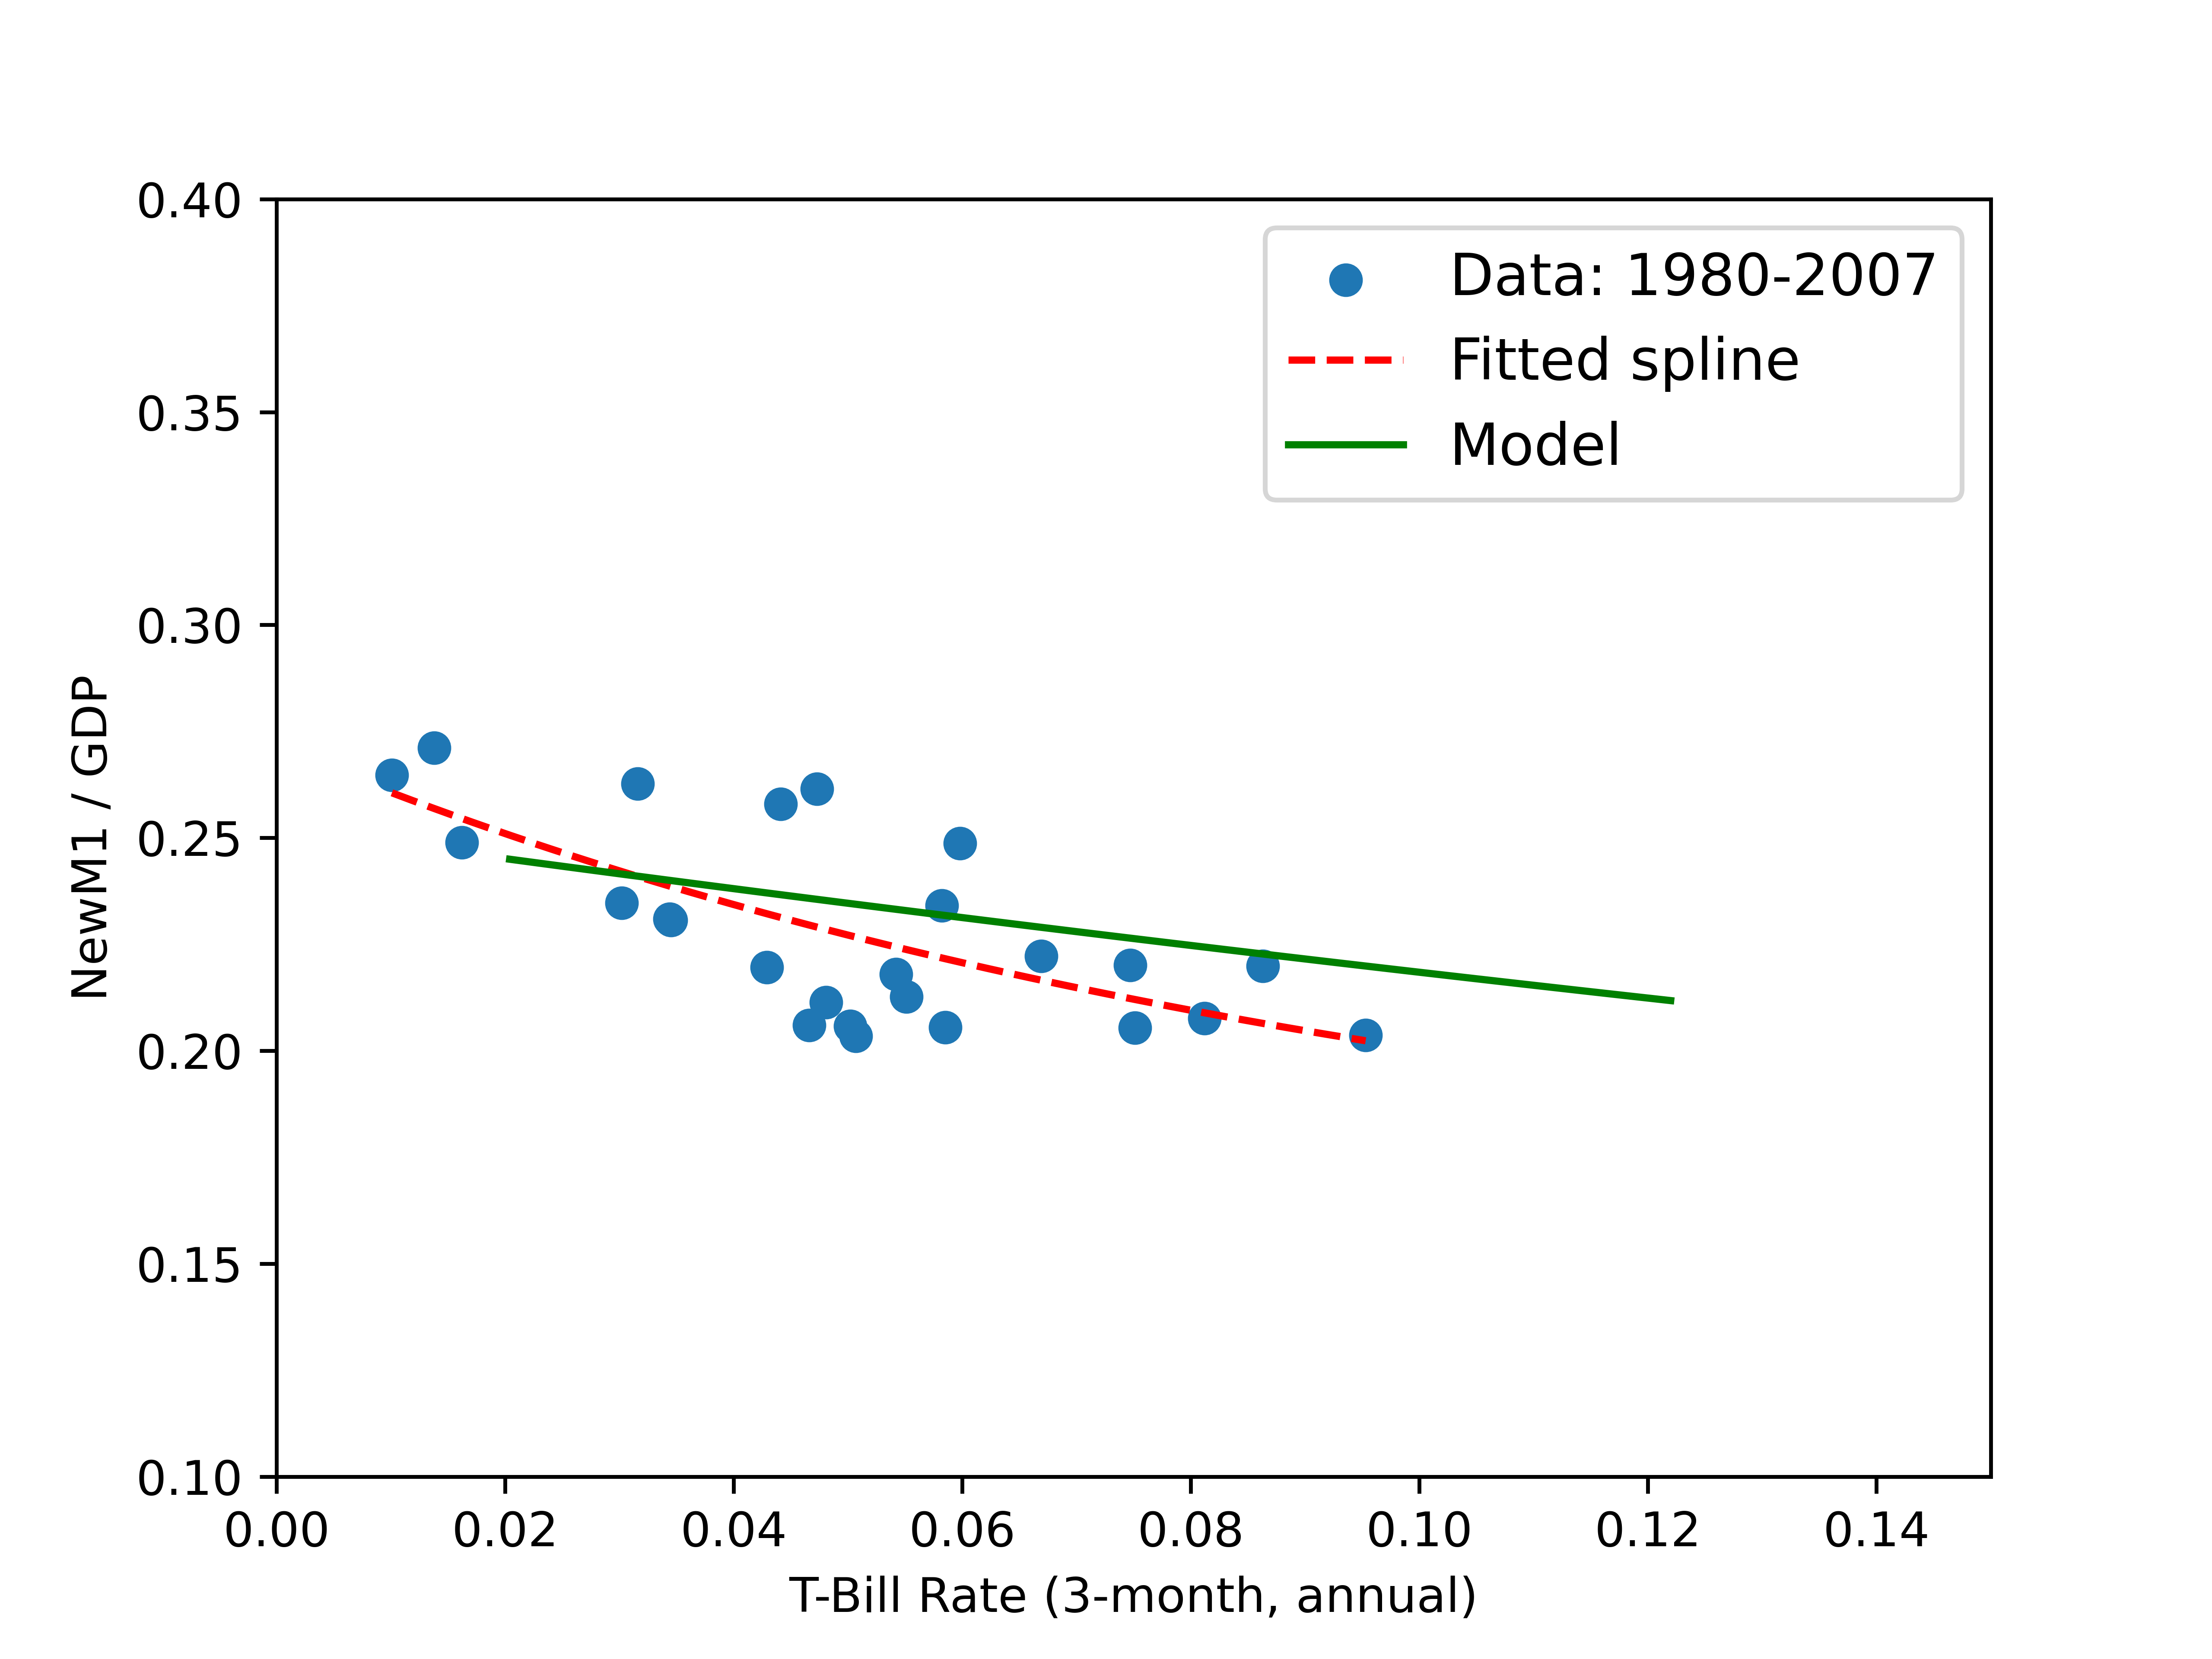 0.40
0.35
0.30
0.25
0.20
0.15
0.10
NewM1 / GDP
Data: 1980-2007
Fitted spline
Model
0.00 0.02 0.04 0.06 0.08 0.10 0.12 0.14
T-Bill Rate (3-month, annual)